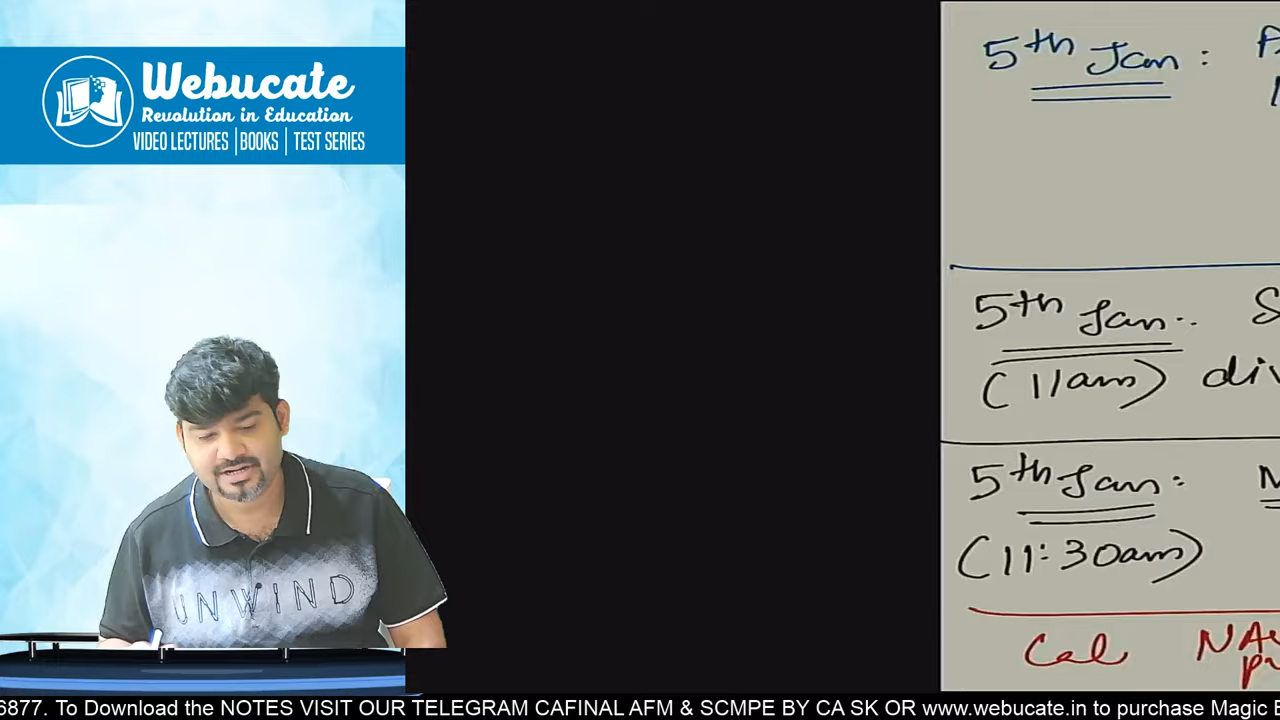 Webucate
Revolution in Education
VIDEO LECTURES | BOOKS | TEST SERIES
UNWIND
5th Jan :
5th Jan :
(11am)
5th Jan :
(11:30am)
Cal
6877. To Download the NOTES VISIT OUR TELEGRAM CAFINAL AFM & SCMPE BY CA SK OR www.webucate.in to purchase Magic